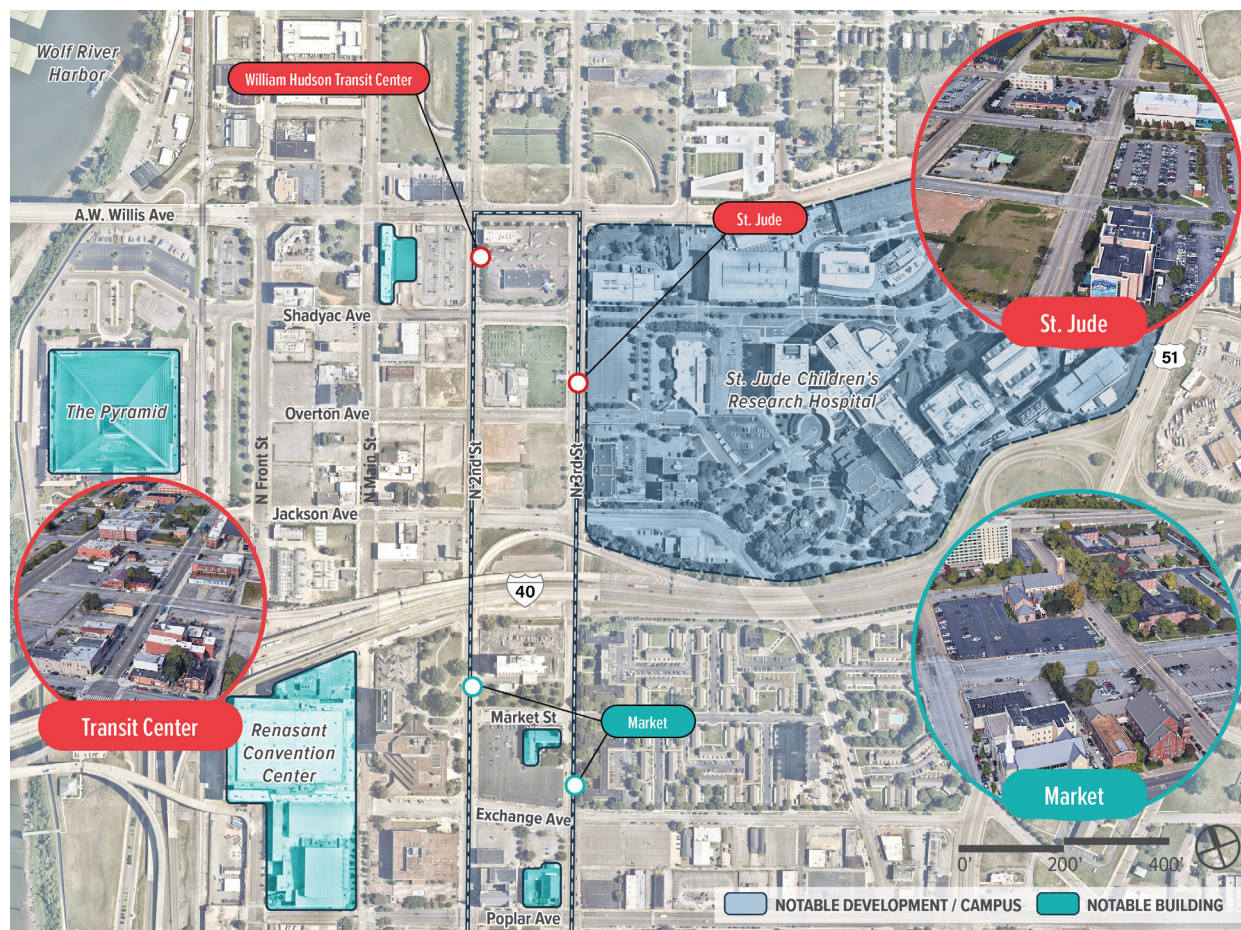 Wolf River
Harbor
William Hudson Transit Center
A.W. Willis Ave
St. Jude
St. Jude
Shadyac Ave
51
The Pyramid
St. Jude Children's
Research Hospital
Overton Ave
N Front St
N Main St
N 2nd St
N 3rd St
Jackson Ave
40
Transit Center
Market St
Market
Renasant
Convention
Center
Market
Exchange Ave
0'
200'
400'
NOTABLE DEVELOPMENT / CAMPUS
NOTABLE BUILDING
Poplar Ave